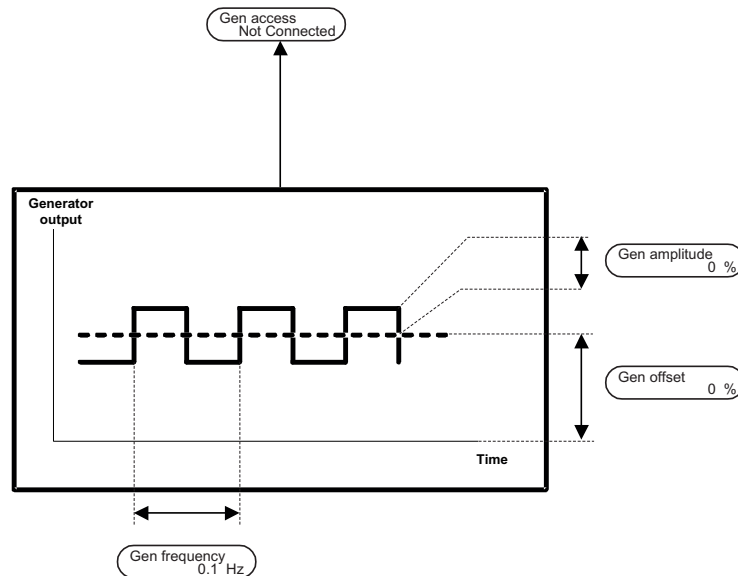 Gen access
Not Connected
Generator
output
Gen amplitude
0 %
Gen offset
0 %
Time
Gen frequency
0.1 Hz